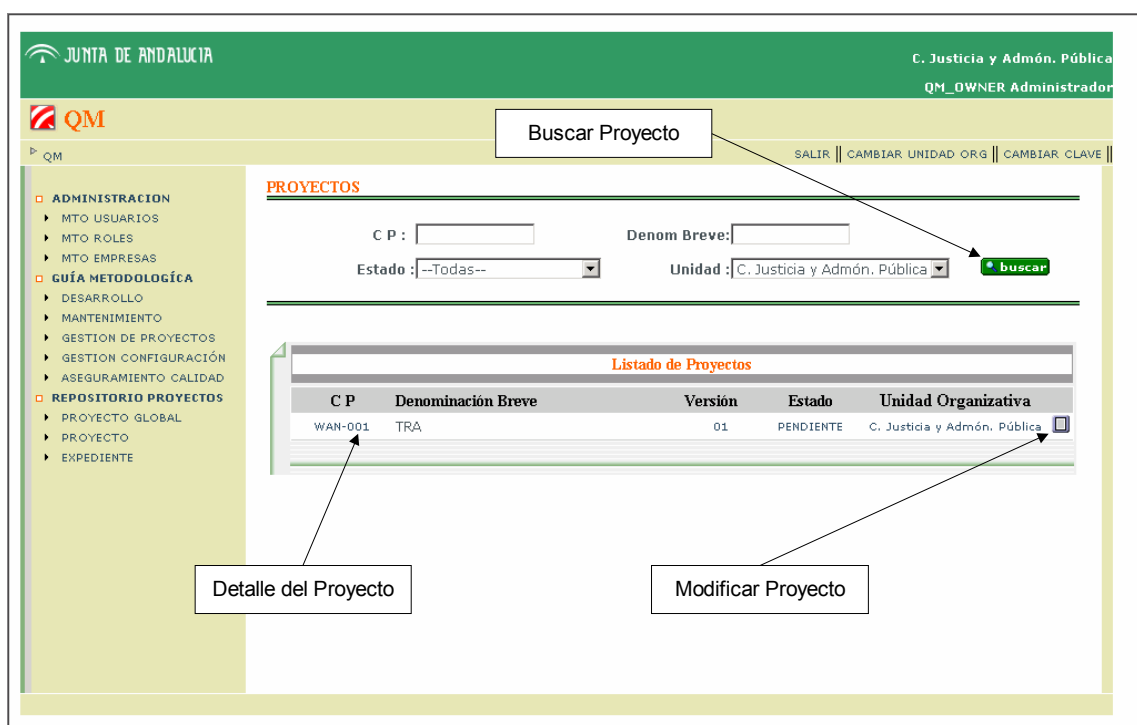 JUNTA DE ANDALUCIA
C. Justicia y Admón. Pública
QM_OWNER Administrador
QM
Buscar Proyecto
QM
SALIR || CAMBIAR UNIDAD ORG || CAMBIAR CLAVE ||
ADMINISTRACION
MTO USUARIOS
MTO ROLES
MTO EMPRESAS
GUÍA METODOLOGÍCA
DESARROLLO
MANTENIMIENTO
GESTION DE PROYECTOS
GESTION CONFIGURACIÓN
ASEGURAMIENTO CALIDAD
REPOSITORIO PROYECTOS
PROYECTO GLOBAL
PROYECTO
EXPEDIENTE
PROYECTOS
C P : Denom Breve:
Estado : --Todas-- Unidad : C. Justicia y Admón. Pública buscar
Listado de Proyectos
C P Denominación Breve Versión Estado Unidad Organizativa
WAN-001 TRA 01 PENDIENTE C. Justicia y Admón. Pública
Detalle del Proyecto
Modificar Proyecto